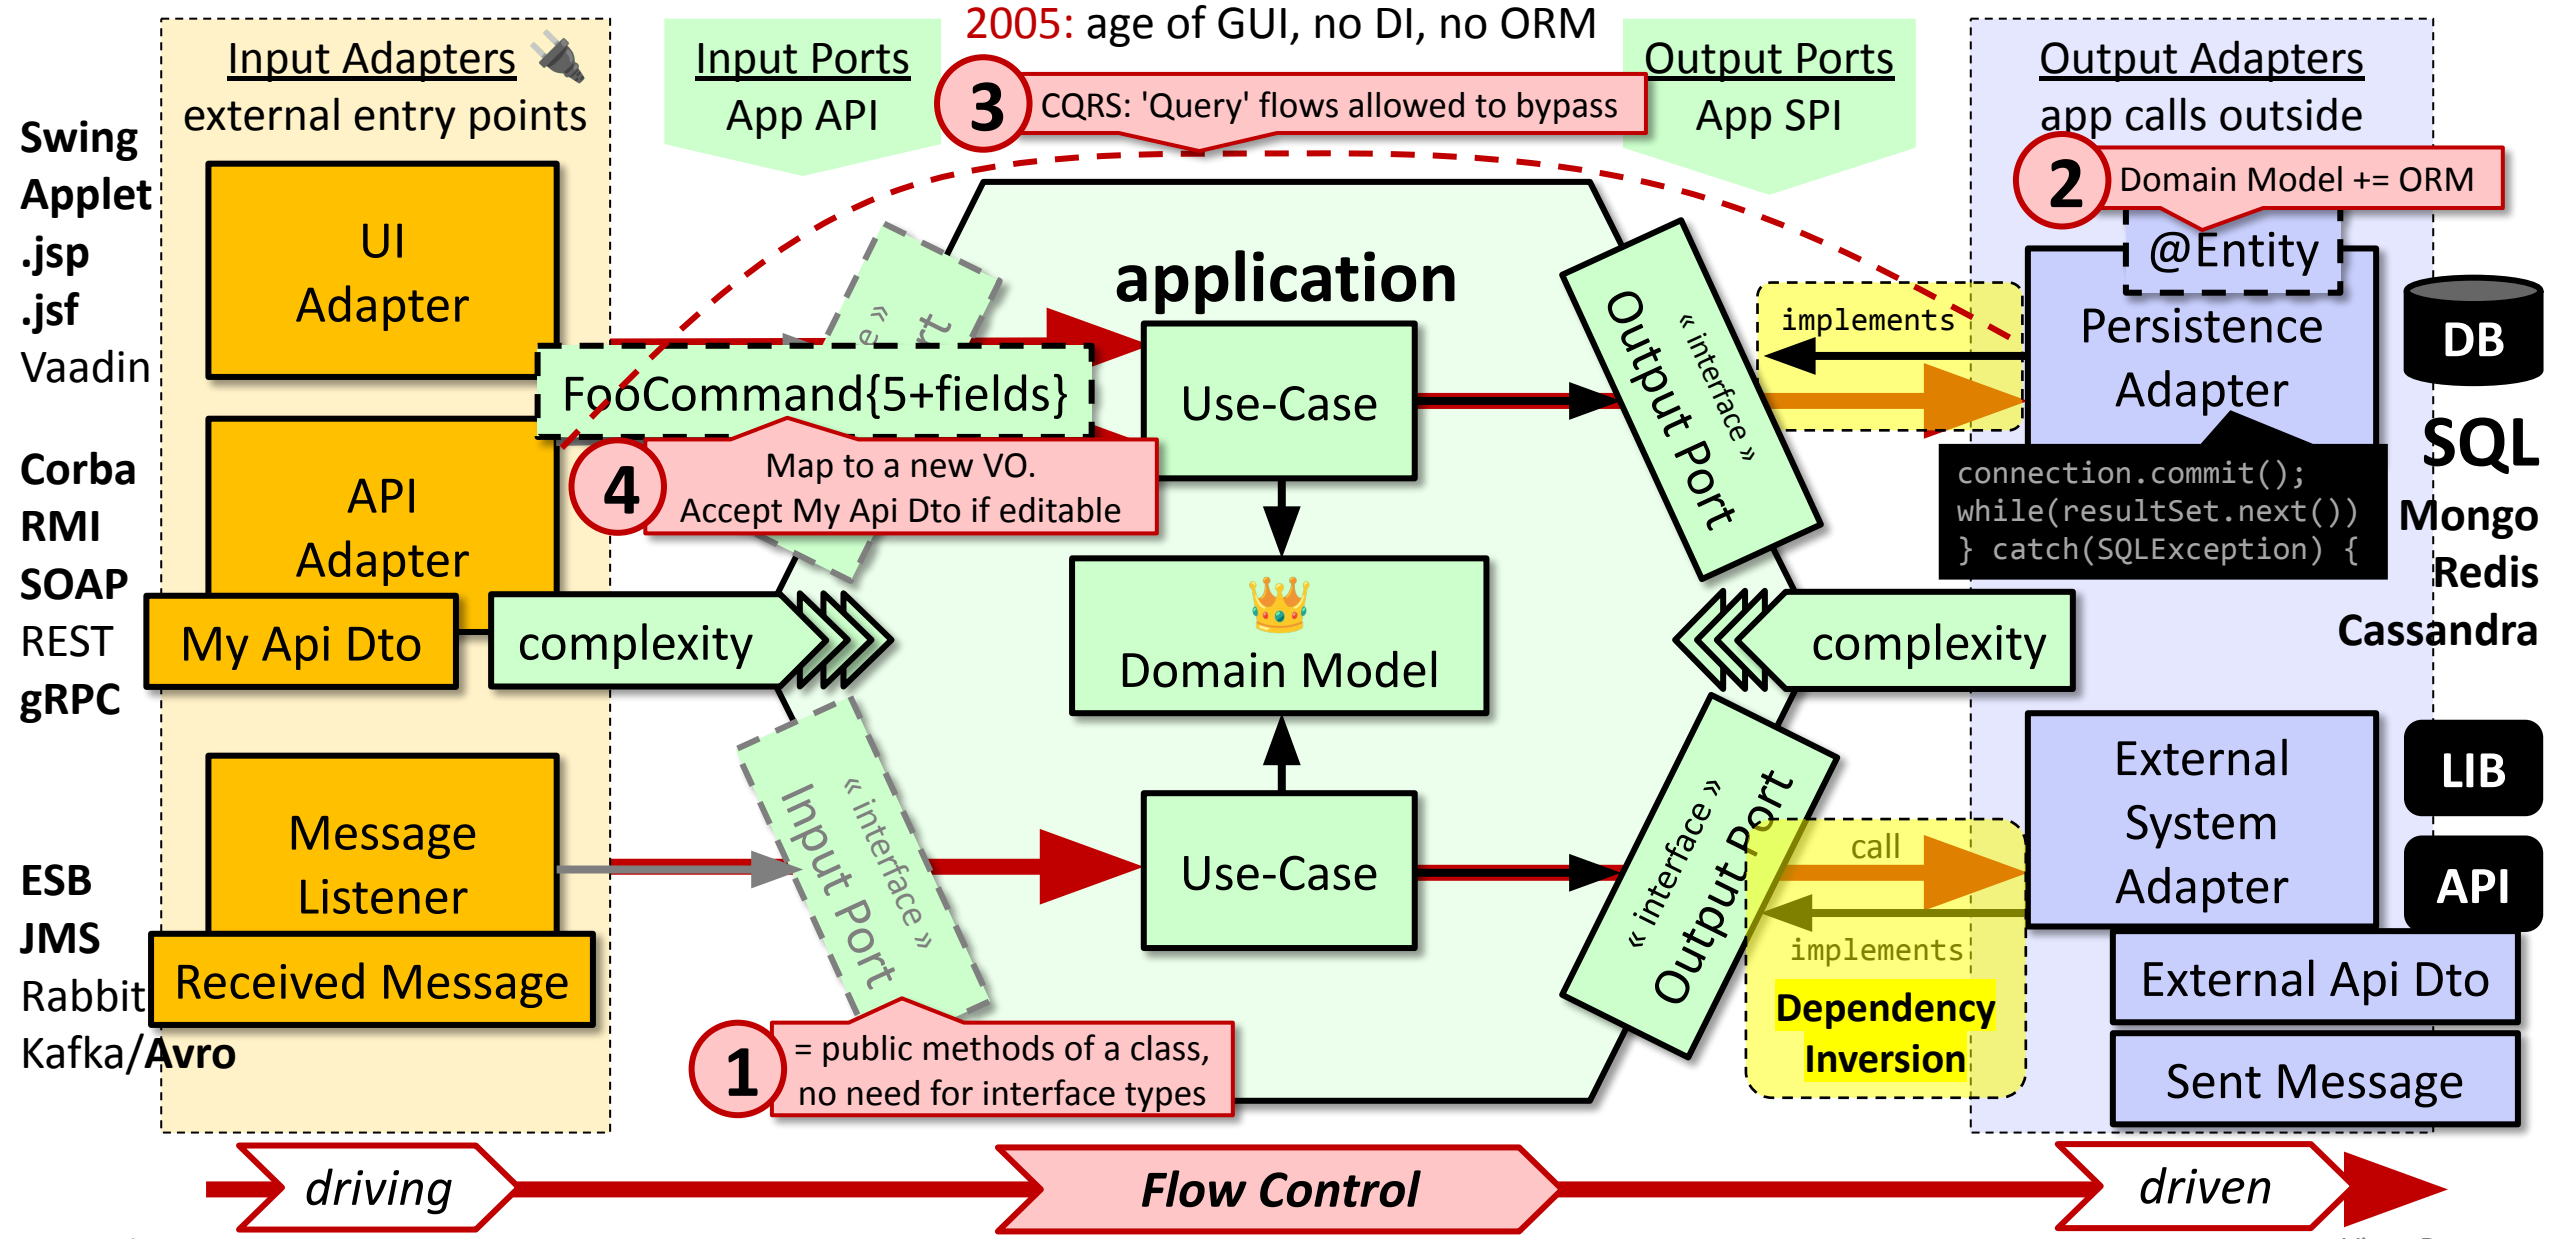 2005: age of GUI, no DI, no ORM
Input Adapters
external entry points
Input Ports
App API
3
CQRS: 'Query' flows allowed to bypass
Output Ports
App SPI
Output Adapters
app calls outside
2
Domain Model += ORM
Swing
Applet
.jsp
.jsf
Vaadin
UI
Adapter
application
« interface »
Output Port
implements
@Entity
Persistence
Adapter
DB
FooCommand{5+fields}
Use-Case
4
Map to a new VO.
Accept My Api Dto if editable
connection.commit();
while(resultSet.next())
} catch(SQLException) {
SQL
Mongo
Redis
Cassandra
Corba
RMI
SOAP
REST
gRPC
API
Adapter
My Api Dto
complexity
Domain Model
complexity
Message
Listener
Received Message
ESB
JMS
Rabbit
Kafka/Avro
« interface »
Input Port
Use-Case
« interface »
Output Port
call
implements
Dependency
Inversion
External
System
Adapter
LIB
API
External Api Dto
Sent Message
1
= public methods of a class,
no need for interface types
driving
Flow Control
driven